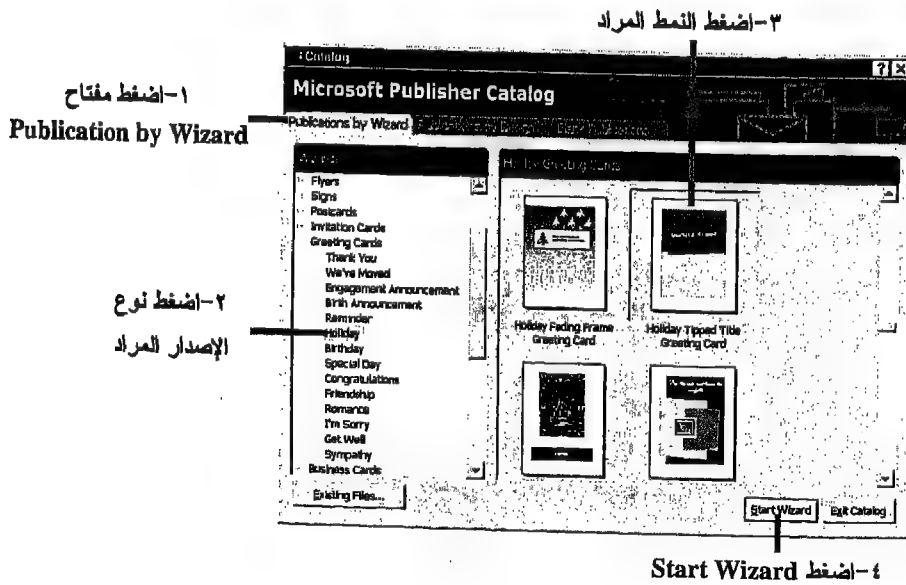 ٣-اضغط النمط المراد
Catalog
Microsoft Publisher Catalog
١-اضغط مفتاح
Publication by Wizard
Publications by Wizard
Flyers
Signs
Postcards
Invitation Cards
Greeting Cards
Thank You
We've Moved
Engagement Announcement
Birth Announcement
Reminder
Holiday
Birthday
Special Day
Congratulations
Friendship
Romance
I'm Sorry
Get Well
Sympathy
Business Cards
٢-اضغط نوع
الإصدار المراد
Holiday Greeting Cards
Holiday Fading Frame
Greeting Card
Holiday Tipped Title
Greeting Card
Existing Files...
Start Wizard
Exit Catalog
٤-اضغط Start Wizard